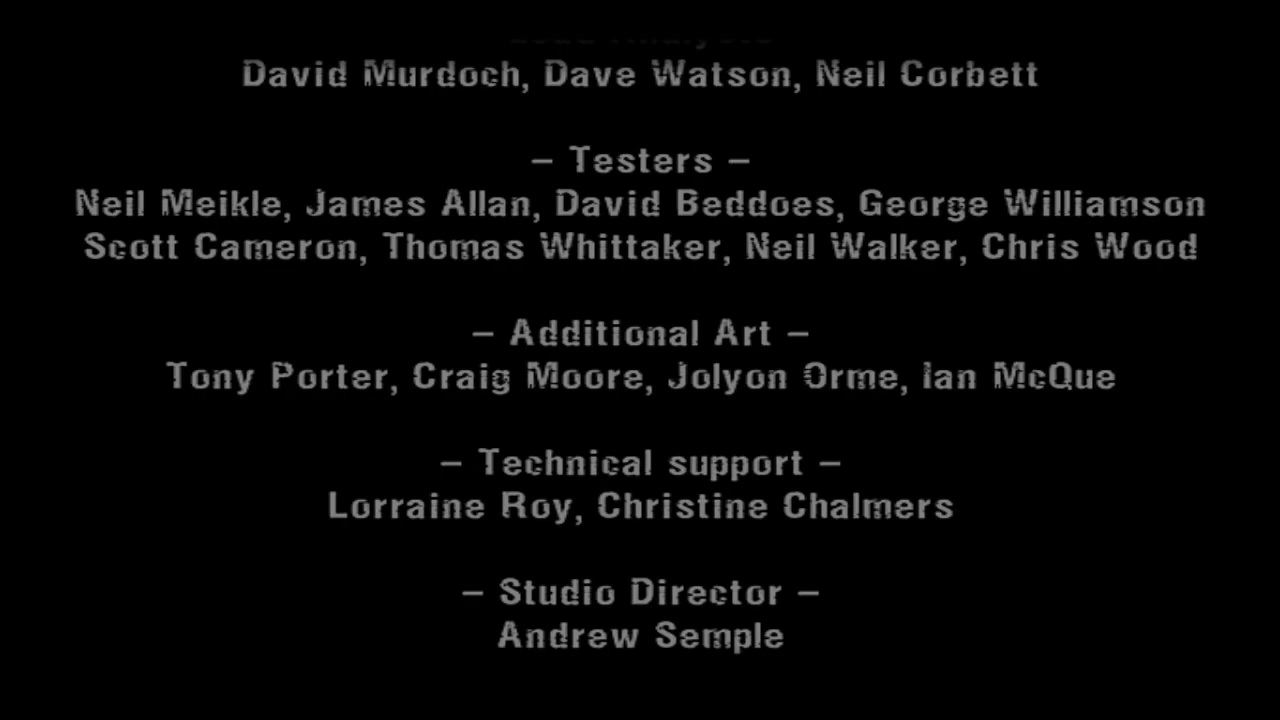 David Murdoch, Dave Watson, Neil Corbett
– Testers –
Neil Meikle, James Allan, David Beddoes, George Williamson
Scott Cameron, Thomas Whittaker, Neil Walker, Chris Wood
– Additional Art –
Tony Porter, Craig Moore, Jolyon Orme, Ian McQue
– Technical support –
Lorraine Roy, Christine Chalmers
– Studio Director –
Andrew Semple